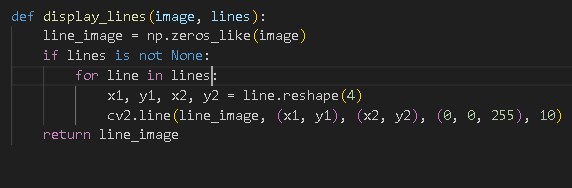 def display_lines(image, lines):
    line_image = np.zeros_like(image)
    if lines is not None:
        for line in lines:
            x1, y1, x2, y2 = line.reshape(4)
            cv2.line(line_image, (x1, y1), (x2, y2), (0, 0, 255), 10)
    return line_image